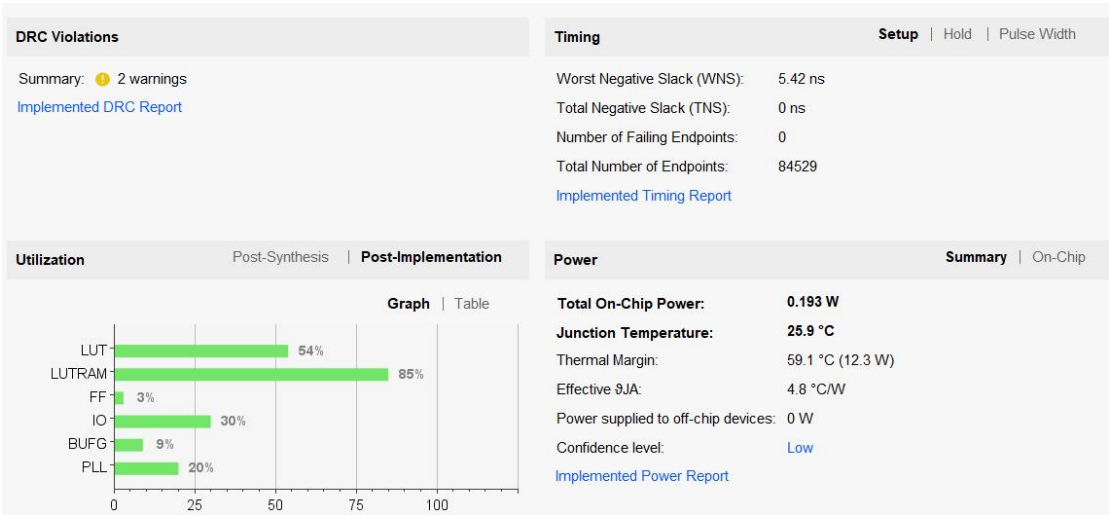 DRC Violations
Summary: 2 warnings
Implemented DRC Report
Timing Setup | Hold | Pulse Width
Worst Negative Slack (WNS): 5.42 ns
Total Negative Slack (TNS): 0 ns
Number of Failing Endpoints: 0
Total Number of Endpoints: 84529
Implemented Timing Report
Utilization Post-Synthesis | Post-Implementation
Graph | Table
LUT 54%
LUTRAM 85%
FF 3%
IO 30%
BUFG 9%
PLL 20%
0 25 50 75 100
Power Summary | On-Chip
Total On-Chip Power: 0.193 W
Junction Temperature: 25.9 °C
Thermal Margin: 59.1 °C (12.3 W)
Effective ϑJA: 4.8 °C/W
Power supplied to off-chip devices: 0 W
Confidence level: Low
Implemented Power Report